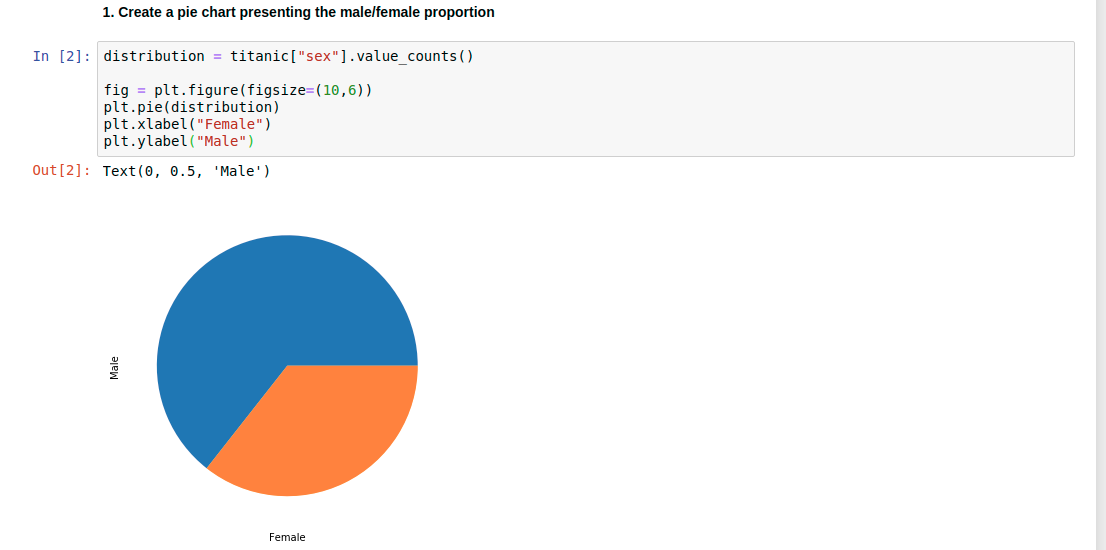 1. Create a pie chart presenting the male/female proportion
In [2]: distribution = titanic["sex"].value_counts()
fig = plt.figure(figsize=(10,6))
plt.pie(distribution)
plt.xlabel("Female")
plt.ylabel("Male")
Out[2]: Text(0, 0.5, 'Male')
Male
Female